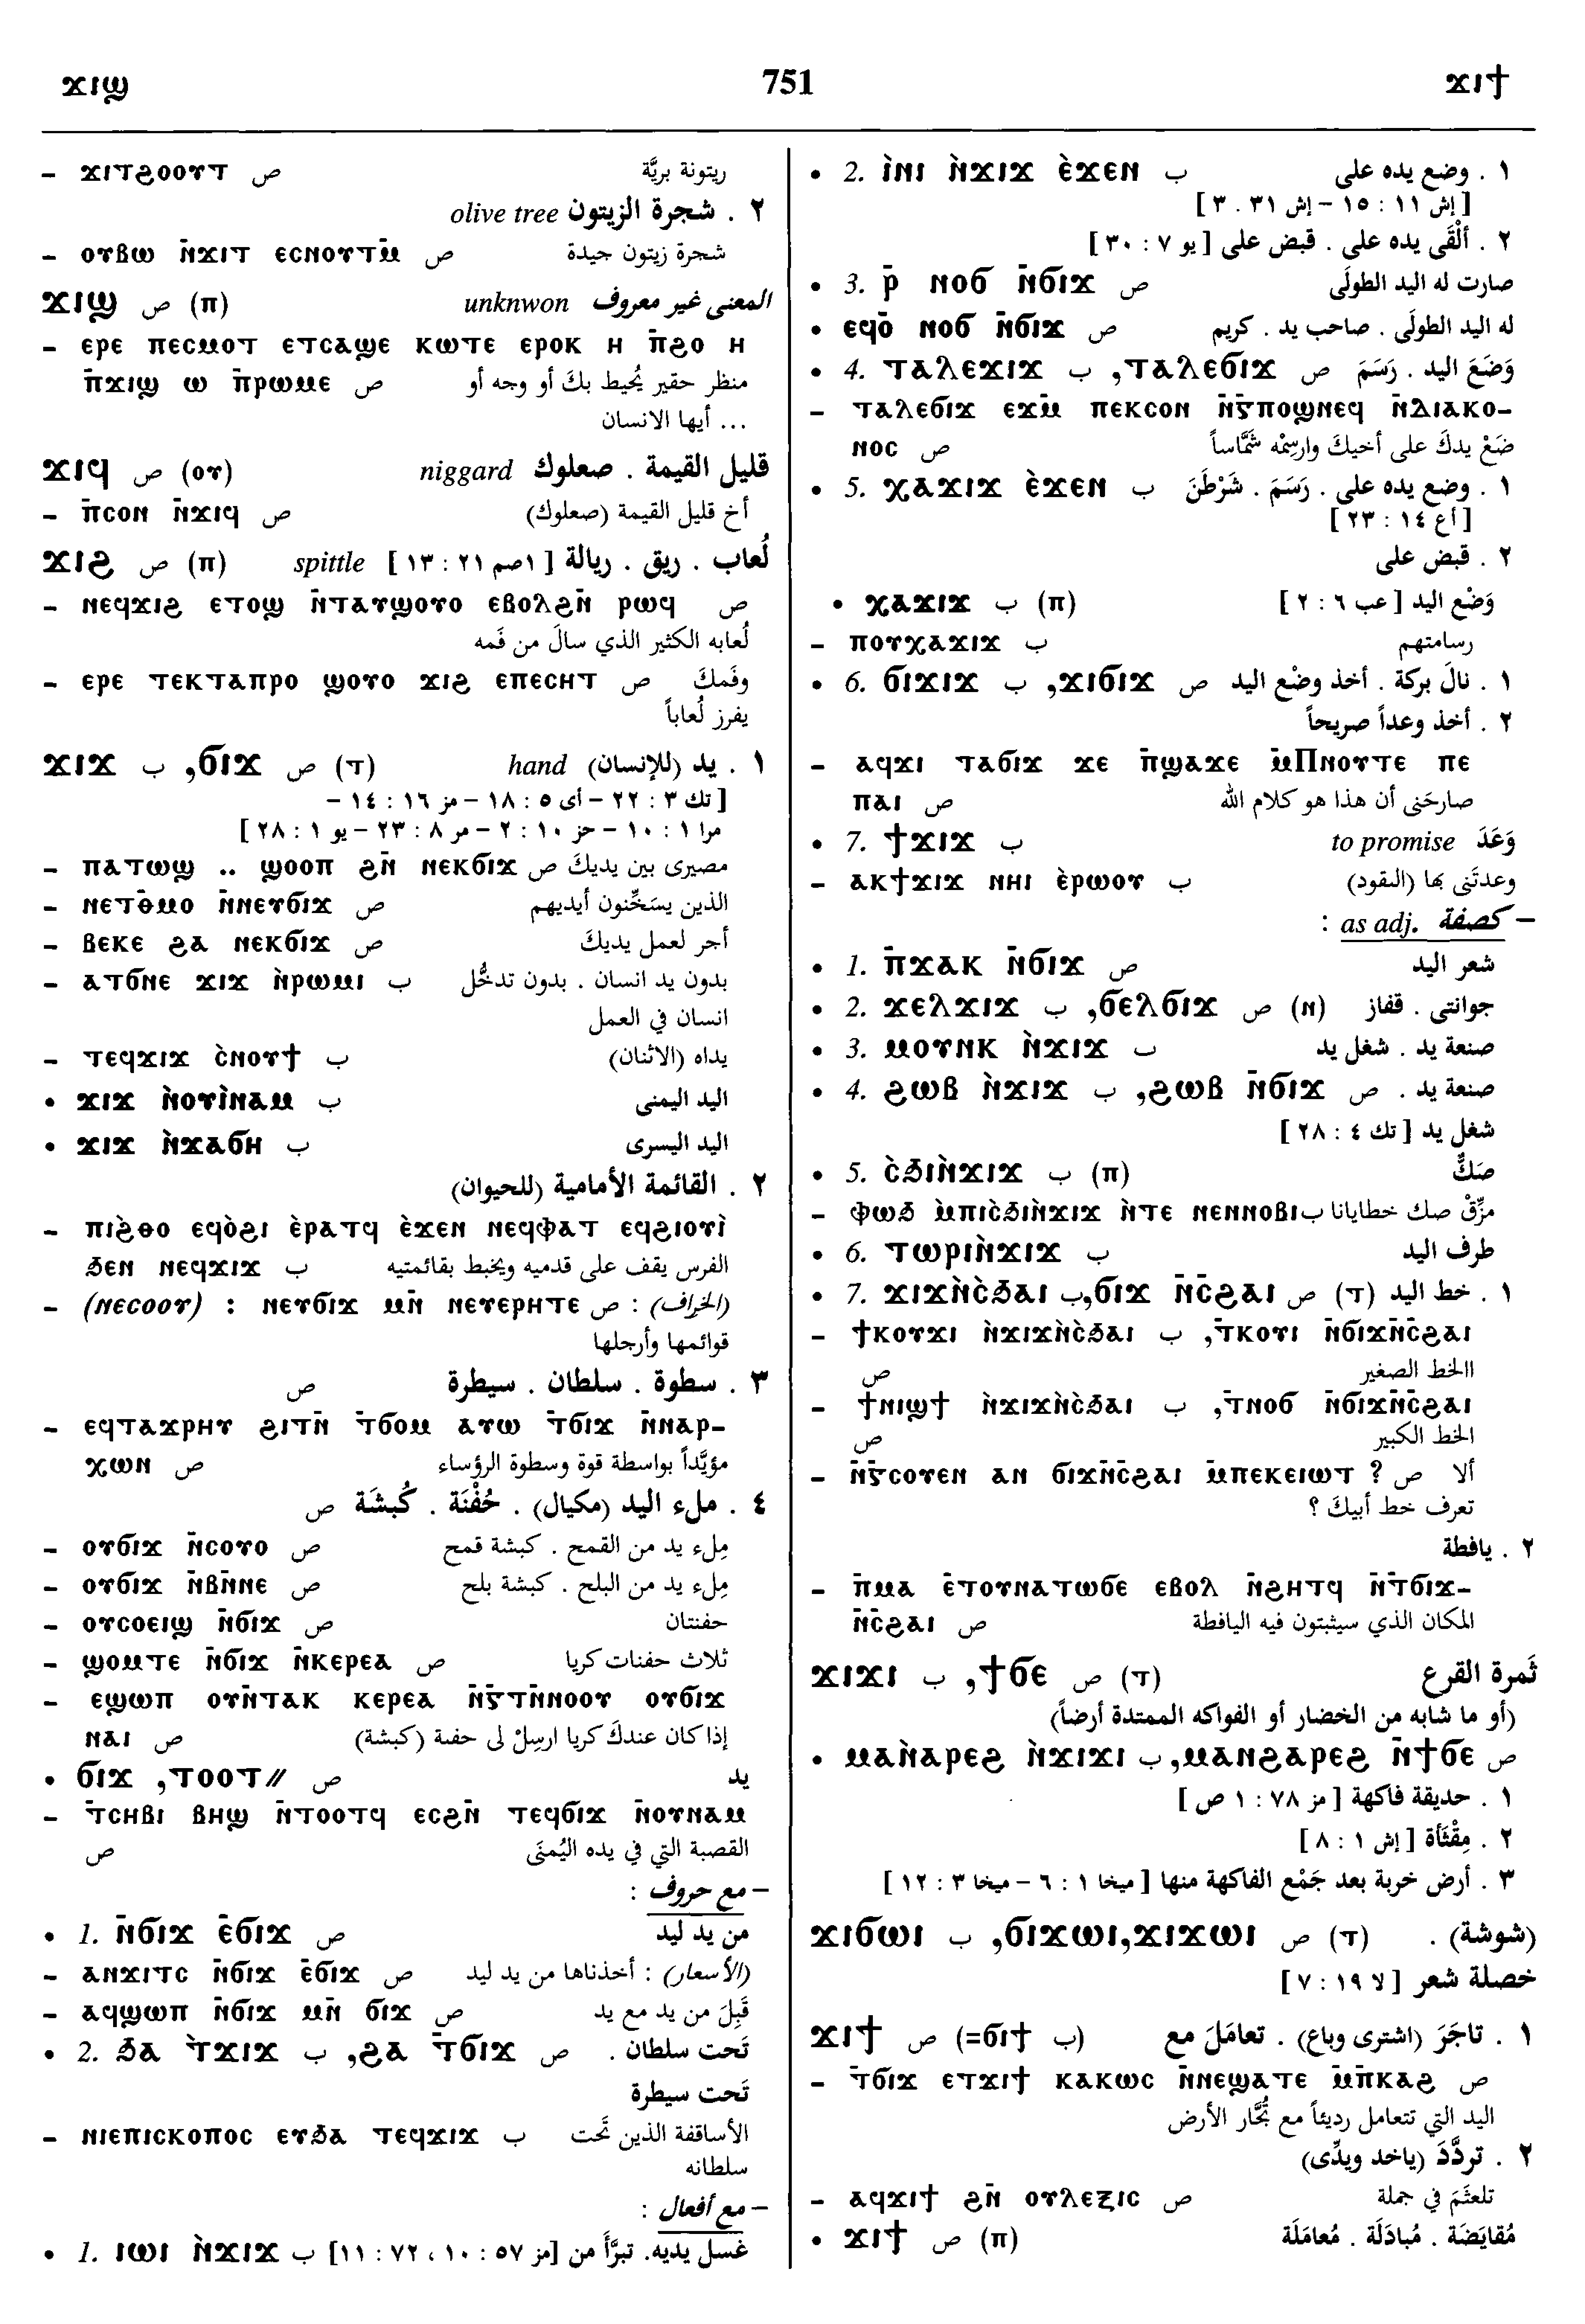 ϫⲓϣ 751 ϫⲓϯ
– ϫⲓⲧϩⲟⲟⲩⲧ ص زيتونة بريَّة
٢ . شجرة الزيتون olive tree
– ⲟⲩⲃⲱ ⲛ̄ϫⲓⲧ ⲉⲥⲛⲟⲩⲧⲙ̄ ص شجرة زيتون جيدة
ϫⲓϣ ص (ⲡ) المعنى غير معروف unknwon
– ⲉⲣⲉ ⲡⲉⲥⲙⲟⲧ ⲉⲧⲥⲁϣⲉ ⲕⲱⲧⲉ ⲉⲣⲟⲕ ⲏ ⲡ̄ϩⲟ ⲏ
ⲡ̄ϫⲓϣ ⲱ ⲡ̄ⲣⲱⲙⲉ ص منظر حقير يُحيط بكَ أو وجه أو
... أيها الانسان
ϫⲓϥ ص (ⲟⲩ) قليل القيمة . صعلوك niggard
– ⲡ̄ⲥⲟⲛ ⲛ̄ϫⲓϥ ص أخ قليل القيمة (صعلوك)
ϫⲓϩ ص (ⲡ) لُعاب . ريق . ريالة [ ١صم ٢١ : ١٣ ] spittle
– ⲛⲉϥϫⲓϩ ⲉⲧⲟϣ ⲛ̄ⲧⲁⲩϣⲟⲩⲟ ⲉⲃⲟⲗϩⲛ̄ ⲣⲱϥ ص
لُعابه الكثير الذي سالَ من فَمه
– ⲉⲣⲉ ⲧⲉⲕⲧⲁⲡⲣⲟ ϣⲟⲩⲟ ϫⲓϩ ⲉⲡⲉⲥⲏⲧ ص وفَمكَ
يفرز لُعاباً
ϫⲓϫ ب ,ϭⲓϫ ص (ⲧ) ١ . يد (للإنسان) hand
[ تك ٣ : ٢٢ – أى ٥ : ١٨ – مز ١٦ : ١٤ –
مرا ١ : ١٠ – حز ١٠ : ٢ – مر ٨ : ٢٣ – يو ١ : ٢٨ ]
– ⲡⲁⲧⲱϣ .. ϣⲟⲟⲡ ϩⲛ̄ ⲛⲉⲕϭⲓϫ ص مصيرى بين يديكَ
– ⲛⲉⲧⲑ̄ⲙⲟ ⲛ̄ⲛⲉⲩϭⲓϫ ص الذين يسَخِّنون أيديهم
– ⲃⲉⲕⲉ ϩⲁ ⲛⲉⲕϭⲓϫ ص أجر لعمل يديكَ
– ⲁⲧϭⲛⲉ ϫⲓϫ ⲛ̀ⲣⲱⲙⲓ ب بدون يد انسان . بدون تدخُّل
انسان في العمل
– ⲧⲉϥϫⲓϫ ⲥ̀ⲛⲟⲩϯ ب يداه (الاثنان)
• ϫⲓϫ ⲛ̀ⲟⲩⲓ̀ⲛⲁⲙ ب اليد اليمنى
• ϫⲓϫ ⲛ̀ϫⲁϭⲏ ب اليد اليسرى
٢ . القائمة الأمامية (للحيوان)
– ⲡⲓϩ̀ⲑⲟ ⲉϥⲟ̀ϩⲓ ⲉ̀ⲣⲁⲧϥ ⲉ̀ϫⲉⲛ ⲛⲉϥⲫⲁⲧ ⲉϥϩⲓⲟⲩⲓ̀
ϧⲉⲛ ⲛⲉϥϫⲓϫ ب الفرس يقف على قدميه ويخبط بقائمتيه
– (ⲛⲉⲥⲟⲟⲩ) : ⲛⲉⲩϭⲓϫ ⲙⲛ̄ ⲛⲉⲩⲉⲣⲏⲧⲉ ص : (الخراف)
قوائمها وأرجلها
٣ . سطوة . سلطان . سيطرة ص
– ⲉϥⲧⲁϫⲣⲏⲩ ϩⲓⲧⲛ̄ ⲧ̄ϭⲟⲙ ⲁⲩⲱ ⲧ̄ϭⲓϫ ⲛ̄ⲛⲁⲣ-
ⲭⲱⲛ ص مؤيَّداً بواسطة قوة وسطوة الرؤساء
٤ . ملء اليد (مكيال) . حُفْنَة . كُبشَة ص
– ⲟⲩϭⲓϫ ⲛ̄ⲥⲟⲩⲟ ص مِلء يد من القمح . كبشة قمح
– ⲟⲩϭⲓϫ ⲛ̄ⲃⲛ̄ⲛⲉ ص مِلء يد من البلح . كبشة بلح
– ⲟⲩⲥⲟⲉⲓϣ ⲛ̄ϭⲓϫ ص حفنتان
– ϣⲟⲙⲧⲉ ⲛ̄ϭⲓϫ ⲛ̄ⲕⲉⲣⲉⲁ ص ثلاث حفنات كريا
– ⲉϣⲱⲡ ⲟⲩⲛ̄ⲧⲁⲕ ⲕⲉⲣⲉⲁ ⲛ̄ⲅ̄ⲧⲛ̄ⲛⲟⲟⲩ ⲟⲩϭⲓϫ
ⲛⲁⲓ ص إذا كان عندكَ كريا ارسِلْ لى حفنة (كبشة)
• ϭⲓϫ ,ⲧⲟⲟⲧ⫽ ص يد
– ⲧ̄ⲥⲏⲃⲓ ⲃⲏϣ ⲛ̄ⲧⲟⲟⲧϥ ⲉⲥϩⲛ̄ ⲧⲉϥϭⲓϫ ⲛ̄ⲟⲩⲛⲁⲙ
ص القصبة التي في يده اليُمنَى
– مع حروف :
• 1. ⲛ̄ϭⲓϫ ⲉ̄ϭⲓϫ ص من يد ليد
– ⲁⲛϫⲓⲧⲥ ⲛ̄ϭⲓϫ ⲉ̄ϭⲓϫ ص (الأسعار) : أخذناها من يد ليد
– ⲁϥϣⲱⲡ ⲛ̄ϭⲓϫ ⲙⲛ̄ ϭⲓϫ ص قَبِلَ من يد مع يد
• 2. ϧⲁ ⲧ̀ϫⲓϫ ب ,ϩⲁ ⲧ̄ϭⲓϫ ص تَحت سلطان .
تَحت سيطرة
– ⲛⲓⲉⲡⲓⲥⲕⲟⲡⲟⲥ ⲉⲩϧⲁ ⲧⲉϥϫⲓϫ ب الأساقفة الذين تَحت
سلطانه
– مع أفعال :
• 1. ⲓⲱⲓ ⲛ̀ϫⲓϫ ب غسل يديه. تبرَّأ من [مز ٥٧ : ١٠ ، ٧٢ : ١١]
• 2. ⲓ̀ⲛⲓ ⲛ̀ϫⲓϫ ⲉ̀ϫⲉⲛ ب ١ . وضع يده على
[ إش ١١ : ١٥ – إش ٣١ . ٣ ]
٢ . ألْقَى يده على . قبض على [ يو ٧ : ٣٠ ]
• 3. ⲣ̄ ⲛⲟϭ ⲛ̄ϭⲓϫ ص صارت له اليد الطولَى
• ⲉϥⲟ̄ ⲛⲟϭ ⲛ̄ϭⲓϫ ص له اليد الطولَى . صاحب يد . كريم
• 4. ⲧⲁⲗⲉϫⲓϫ ب ,ⲧⲁⲗⲉϭⲓϫ ص وَضَعَ اليد . رَسَمَ
– ⲧⲁⲗⲉϭⲓϫ ⲉϫⲙ̄ ⲡⲉⲕⲥⲟⲛ ⲛ̄ⲅ̄ⲡⲟϣⲛⲉϥ ⲛ̄ⲇⲓⲁⲕⲟ-
ⲛⲟⲥ ص ضَعْ يدكَ على أخيكَ وارسِمْه شَمَّاساً
• 5. ⲭⲁϫⲓϫ ⲉ̀ϫⲉⲛ ب ١ . وضع يده على . رَسَمَ . شَرْطَنَ
[ أع ١٤ : ٢٣ ]
٢ . قبض على
• ⲭⲁϫⲓϫ ب (ⲡ) وَضْع اليد [ عب ٦ : ٢ ]
– ⲡⲟⲩⲭⲁϫⲓϫ ب رسامتهم
• 6. ϭⲓϫⲓϫ ب ,ϫⲓϭⲓϫ ص ١ . نالَ بركة . أخذ وضْع اليد
٢ . أخذ وعداً صريحاً
– ⲁϥϫⲓ ⲧⲁϭⲓϫ ϫⲉ ⲡ̄ϣⲁϫⲉ ⲙ̄Ⲡⲛⲟⲩⲧⲉ ⲡⲉ
ⲡⲁⲓ ص صارحَنى أن هذا هو كلام الله
• 7. ϯϫⲓϫ ب وَعَدَ to promise
– ⲁⲕϯϫⲓϫ ⲛⲏⲓ ⲉ̀ⲣⲱⲟⲩ ب وعدتَنى بها (النقود)
– كصفة as adj. :
• 1. ⲡ̄ϫⲁⲕ ⲛ̄ϭⲓϫ ص شعر اليد
• 2. ϫⲉⲗϫⲓϫ ب ,ϭⲉⲗϭⲓϫ ص (ⲛ) جوانتى . قفاز
• 3. ⲙⲟⲩⲛⲕ ⲛ̀ϫⲓϫ ب صنعة يد . شغل يد
• 4. ϩⲱⲃ ⲛ̀ϫⲓϫ ب ,ϩⲱⲃ ⲛ̄ϭⲓϫ ص صنعة يد .
شغل يد [ تك ٤ : ٢٨ ]
• 5. ⲥ̀ϧⲓⲛ̀ϫⲓϫ ب (ⲡ) صَكٌّ
– ⲫⲱϧ ⲙ̀ⲡⲓⲥ̀ϧⲓⲛ̀ϫⲓϫ ⲛ̀ⲧⲉ ⲛⲉⲛⲛⲟⲃⲓ ب مزِّقْ صك خطايانا
• 6. ⲧⲱⲣⲓⲛ̀ϫⲓϫ ب طرف اليد
• 7. ϫⲓϫⲛ̀ⲥ̀ϧⲁⲓ ب ,ϭⲓϫ ⲛ̄ⲥ̄ϩⲁⲓ ص (ⲧ) ١ . خط اليد
– ϯⲕⲟⲩϫⲓ ⲛ̀ϫⲓϫⲛ̀ⲥ̀ϧⲁⲓ ب ,ⲧ̄ⲕⲟⲩⲓ ⲛ̄ϭⲓϫⲛ̄ⲥ̄ϩⲁⲓ
ص االخط الصغير
– ϯⲛⲓϣϯ ⲛ̀ϫⲓϫⲛ̀ⲥ̀ϧⲁⲓ ب ,ⲧ̄ⲛⲟϭ ⲛ̄ϭⲓϫⲛ̄ⲥ̄ϩⲁⲓ
ص الخط الكبير
– ⲛ̄ⲅ̄ⲥⲟⲩⲉⲛ ⲁⲛ ϭⲓϫⲛ̄ⲥ̄ϩⲁⲓ ⲙ̄ⲡⲉⲕⲉⲓⲱⲧ ? ص ألا
تعرف خط أبيكَ ؟
٢ . يافطة
– ⲡ̄ⲙⲁ ⲉ̄ⲧⲟⲩⲛⲁⲧⲱϭⲉ ⲉⲃⲟⲗ ⲛ̄ϩⲏⲧϥ ⲛ̄ⲧ̄ϭⲓϫ-
ⲛ̄ⲥ̄ϩⲁⲓ ص المكان الذي سيثبتون فيه اليافطة
ϫⲓϫⲓ ب ,ϯϭⲉ ص (ⲧ) ثَمرة القرع
(أو ما شابه من الخضار أو الفواكه الممتدة أرضاً)
• ⲙⲁⲛ̀ⲁⲣⲉϩ ⲛ̀ϫⲓϫⲓ ب ,ⲙⲁⲛϩⲁⲣⲉϩ ⲛ̄ϯϭⲉ ص
١ . حديقة فاكهة [ مز ٧٨ : ١ ص ]
٢ . مِقْثَأة [ إش ١ : ٨ ]
٣ . أرض خربة بعد جَمْع الفاكهة منها [ ميخا ١ : ٦ – ميخا ٣ : ١٢ ]
ϫⲓϭⲱⲓ ب ,ϭⲓϫⲱⲓ,ϫⲓϫⲱⲓ ص (ⲧ) (شوشة) .
خصلة شعر [ لا ١٩ : ٧ ]
ϫⲓϯ ص (=ϭⲓϯ ب) ١ . تاجَرَ (اشترى وباع) . تعامَلَ مع
– ⲧ̄ϭⲓϫ ⲉⲧϫⲓϯ ⲕⲁⲕⲱⲥ ⲛ̄ⲛⲉϣⲁⲧⲉ ⲙ̄ⲡ̄ⲕⲁϩ ص
اليد التي تتعامل رديئاً مع تُجَّار الأرض
٢ . تردَّدَ (ياخد ويدِّى)
– ⲁϥϫⲓϯ ϩⲛ̄ ⲟⲩⲗⲉⲝⲓⲥ ص تلعثَمَ في جملة
• ϫⲓϯ ص (ⲡ) مُقايَضَة . مُبادَلَة . مُعامَلَة